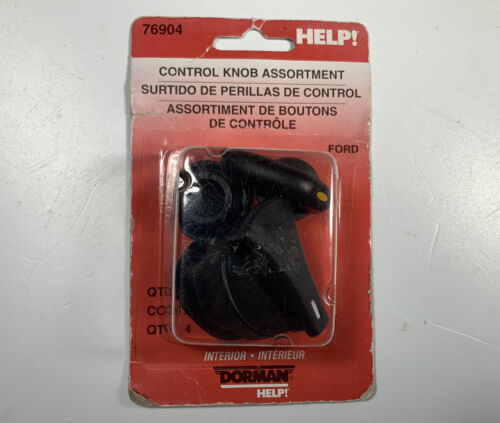 76904
HELP!
CONTROL KNOB ASSORTMENT
SURTIDO DE PERILLAS DE CONTROL
ASSORTIMENT DE BOUTONS
DE CONTRÔLE
FORD
4
INTERIOR • INTÉRIEUR
DORMAN
HELP!